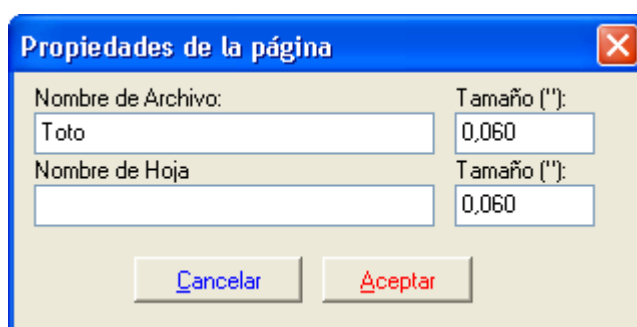 Propiedades de la página
Nombre de Archivo: Tamaño ("):
Toto 0,060
Nombre de Hoja Tamaño ("):
0,060
Cancelar Aceptar